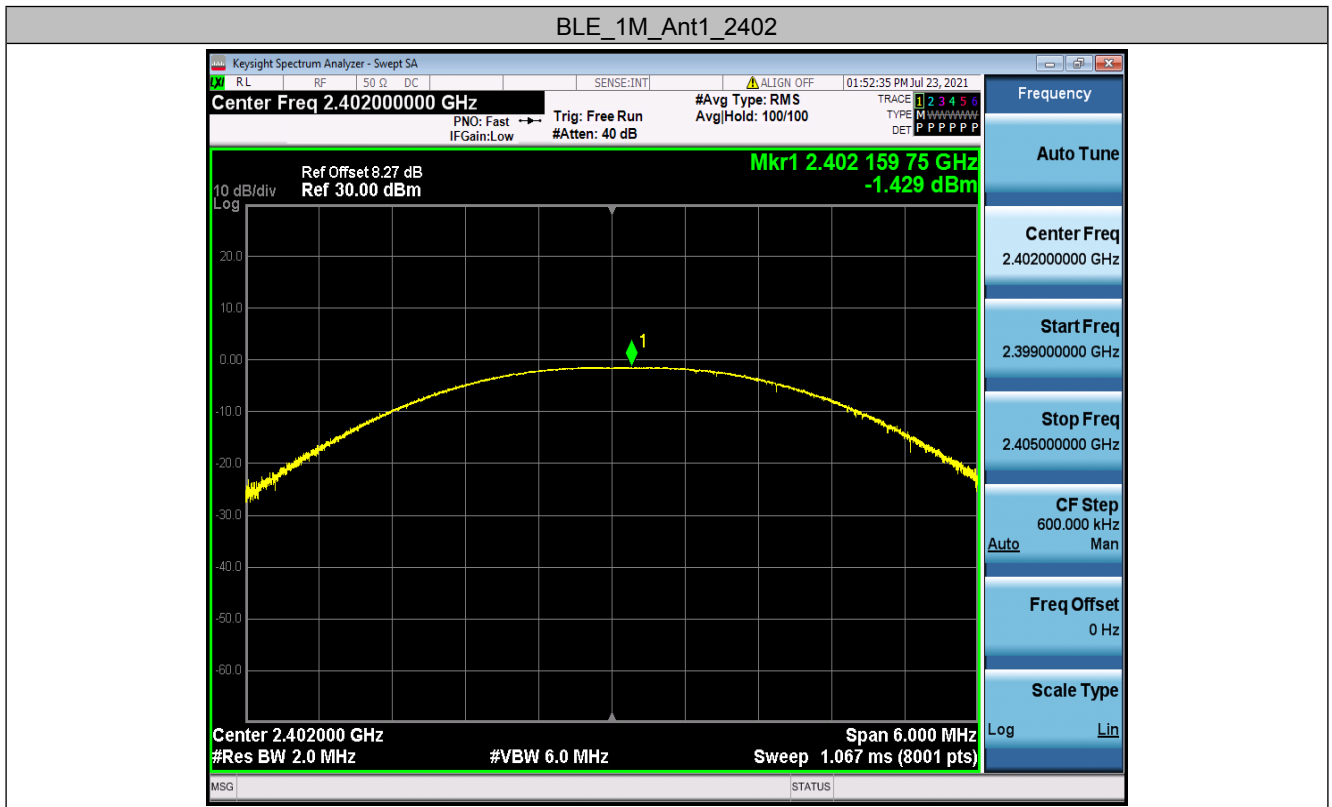 BLE_1M_Ant1_2402
Keysight Spectrum Analyzer - Swept SA
LXI RL RF 50 Ω DC SENSE:INT ALIGN OFF 01:52:35 PM Jul 23, 2021
Center Freq 2.402000000 GHz
PNO: Fast
IFGain:Low
Trig: Free Run
#Atten: 40 dB
#Avg Type: RMS
Avg|Hold: 100/100
TRACE 1 2 3 4 5 6
TYPE M W W W W W
DET P P P P P P
Ref Offset 8.27 dB
10 dB/div Ref 30.00 dBm
Log
Mkr1 2.402 159 75 GHz
-1.429 dBm
1
20.0
10.0
0.00
-10.0
-20.0
-30.0
-40.0
-50.0
-60.0
Center 2.402000 GHz Span 6.000 MHz
#Res BW 2.0 MHz #VBW 6.0 MHz Sweep 1.067 ms (8001 pts)
MSG STATUS
Frequency
Auto Tune
Center Freq
2.402000000 GHz
Start Freq
2.399000000 GHz
Stop Freq
2.405000000 GHz
CF Step
600.000 kHz
Auto Man
Freq Offset
0 Hz
Scale Type
Log Lin